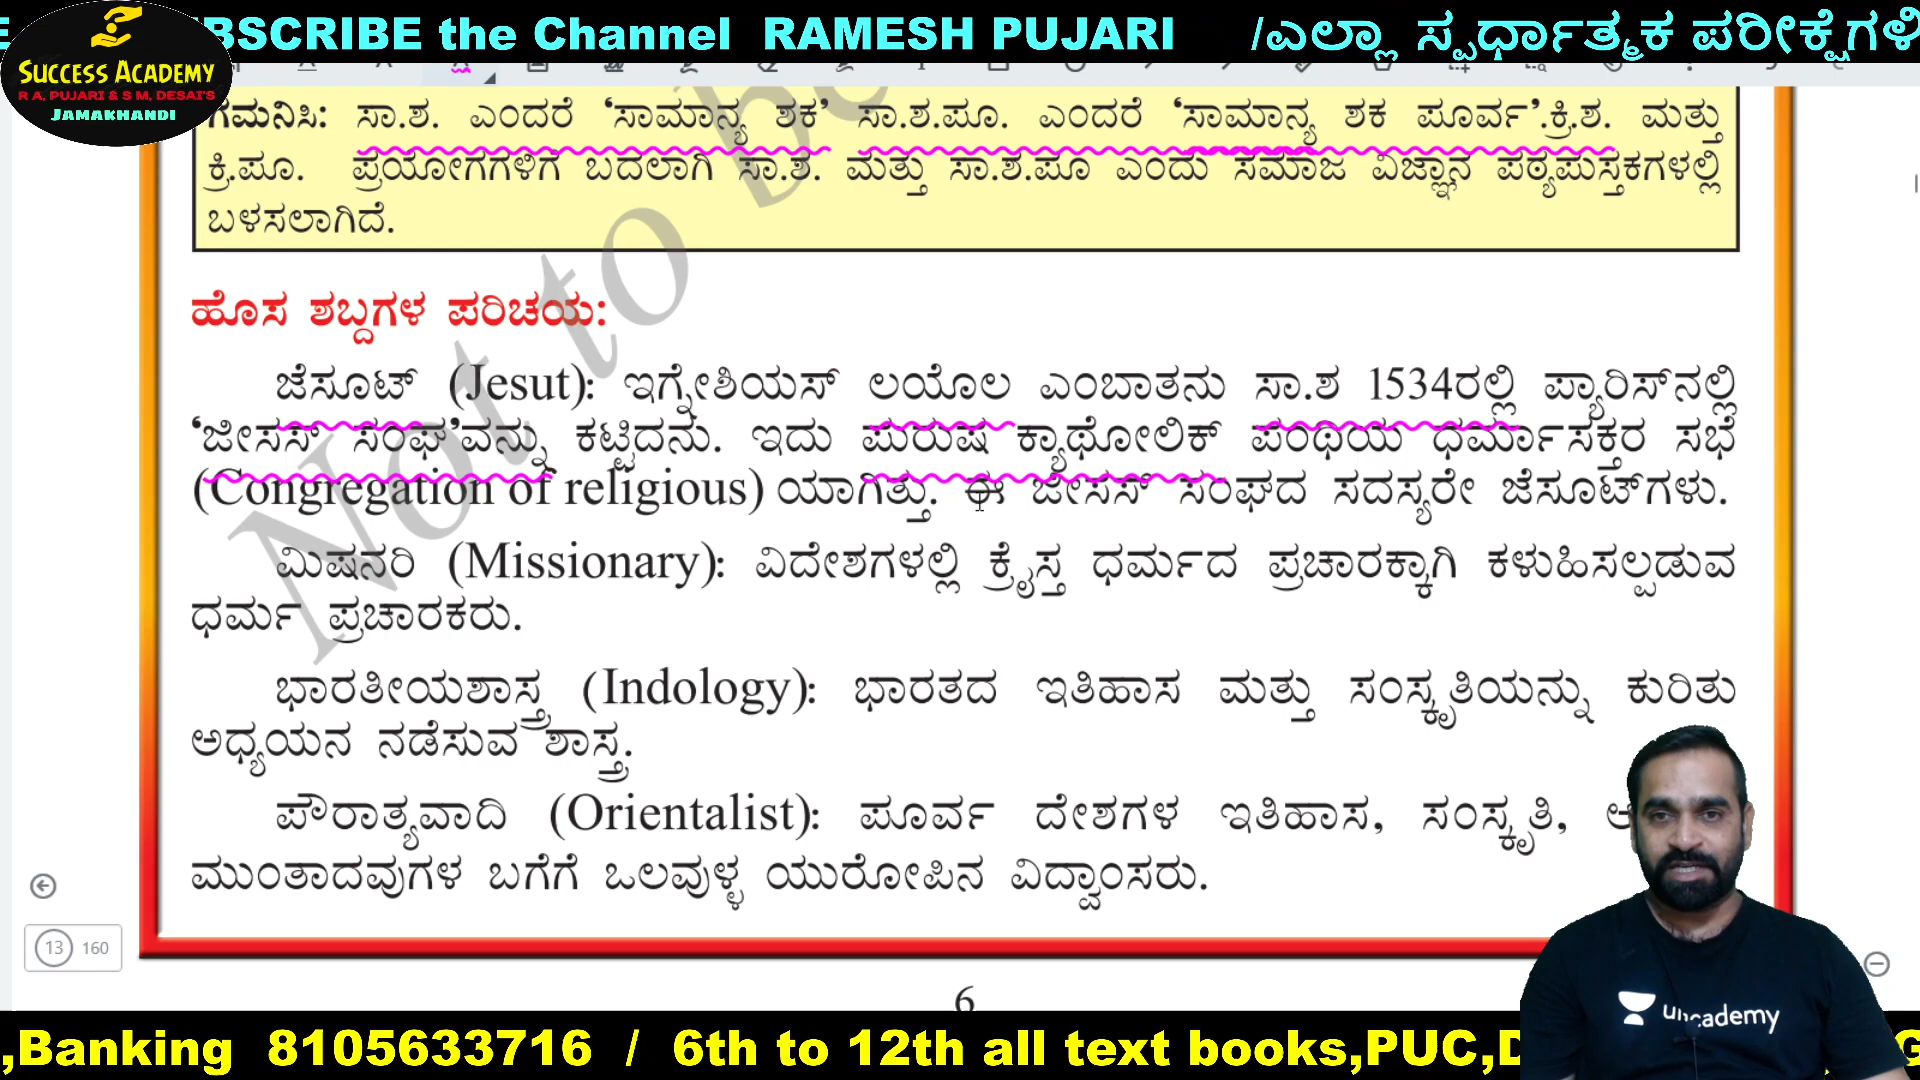 SUBSCRIBE the Channel RAMESH PUJARI /ಎಲ್ಲಾ ಸ್ಪರ್ಧಾತ್ಮಕ ಪರೀಕ್ಷೆಗಳಿ
SUCCESS ACADEMY
R A, PUJARI & S M, DESAI'S
JAMAKHANDI
ಗಮನಿಸಿ: ಸಾ.ಶ. ಎಂದರೆ ‘ಸಾಮಾನ್ಯ ಶಕ’ ಸಾ.ಶ.ಪೂ. ಎಂದರೆ ‘ಸಾಮಾನ್ಯ ಶಕ ಪೂರ್ವ’.ಕ್ರಿ.ಶ. ಮತ್ತು
ಕ್ರಿ.ಪೂ. ಪ್ರಯೋಗಗಳಿಗೆ ಬದಲಾಗಿ ಸಾ.ಶ. ಮತ್ತು ಸಾ.ಶ.ಪೂ ಎಂದು ಸಮಾಜ ವಿಜ್ಞಾನ ಪಠ್ಯಪುಸ್ತಕಗಳಲ್ಲಿ
ಬಳಸಲಾಗಿದೆ.
Not to be
ಹೊಸ ಶಬ್ದಗಳ ಪರಿಚಯ:
ಜೆಸೂಟ್ (Jesut): ಇಗ್ನೇಶಿಯಸ್ ಲಯೊಲ ಎಂಬಾತನು ಸಾ.ಶ 1534ರಲ್ಲಿ ಪ್ಯಾರಿಸ್‌ನಲ್ಲಿ
‘ಜೀಸಸ್ ಸಂಘ’ವನ್ನು ಕಟ್ಟಿದನು. ಇದು ಪುರುಷ ಕ್ಯಾಥೋಲಿಕ್ ಪಂಥಿಯ ಧರ್ಮಾಸಕ್ತರ ಸಭೆ
(Congregation of religious) ಯಾಗಿತ್ತು. ಈ ಜೀಸಸ್ ಸಂಘದ ಸದಸ್ಯರೇ ಜೆಸೂಟ್‌ಗಳು.
ಮಿಷನರಿ (Missionary): ವಿದೇಶಗಳಲ್ಲಿ ಕ್ರೈಸ್ತ ಧರ್ಮದ ಪ್ರಚಾರಕ್ಕಾಗಿ ಕಳುಹಿಸಲ್ಪಡುವ
ಧರ್ಮ ಪ್ರಚಾರಕರು.
ಭಾರತೀಯಶಾಸ್ತ್ರ (Indology): ಭಾರತದ ಇತಿಹಾಸ ಮತ್ತು ಸಂಸ್ಕೃತಿಯನ್ನು ಕುರಿತು
ಅಧ್ಯಯನ ನಡೆಸುವ ಶಾಸ್ತ್ರ.
ಪೌರಾತ್ಯವಾದಿ (Orientalist): ಪೂರ್ವ ದೇಶಗಳ ಇತಿಹಾಸ, ಸಂಸ್ಕೃತಿ,
ಮುಂತಾದವುಗಳ ಬಗೆಗೆ ಒಲವುಳ್ಳ ಯುರೋಪಿನ ವಿದ್ವಾಂಸರು.
13 160
6
unacademy
,Banking 8105633716 / 6th to 12th all text books,PUC,D